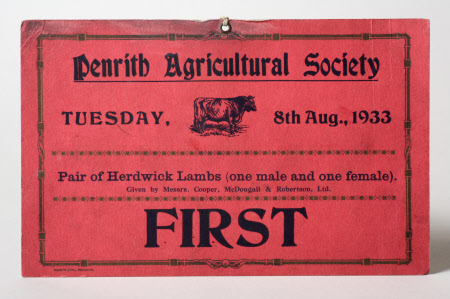 Penrith Agricultural Society
TUESDAY, 8th Aug., 1933
Pair of Herdwick Lambs (one male and one female).
Given by Messrs. Cooper, McDougall & Robertson, Ltd.
FIRST